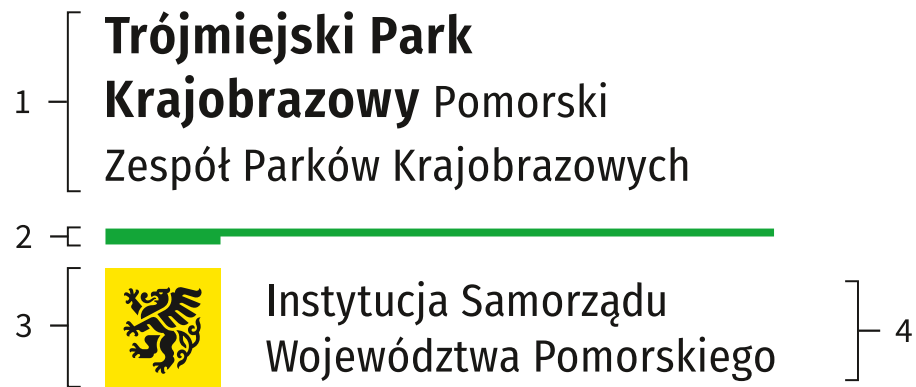 1
Trójmiejski Park
Krajobrazowy Pomorski
Zespół Parków Krajobrazowych
2
3
Instytucja Samorządu
Województwa Pomorskiego
4